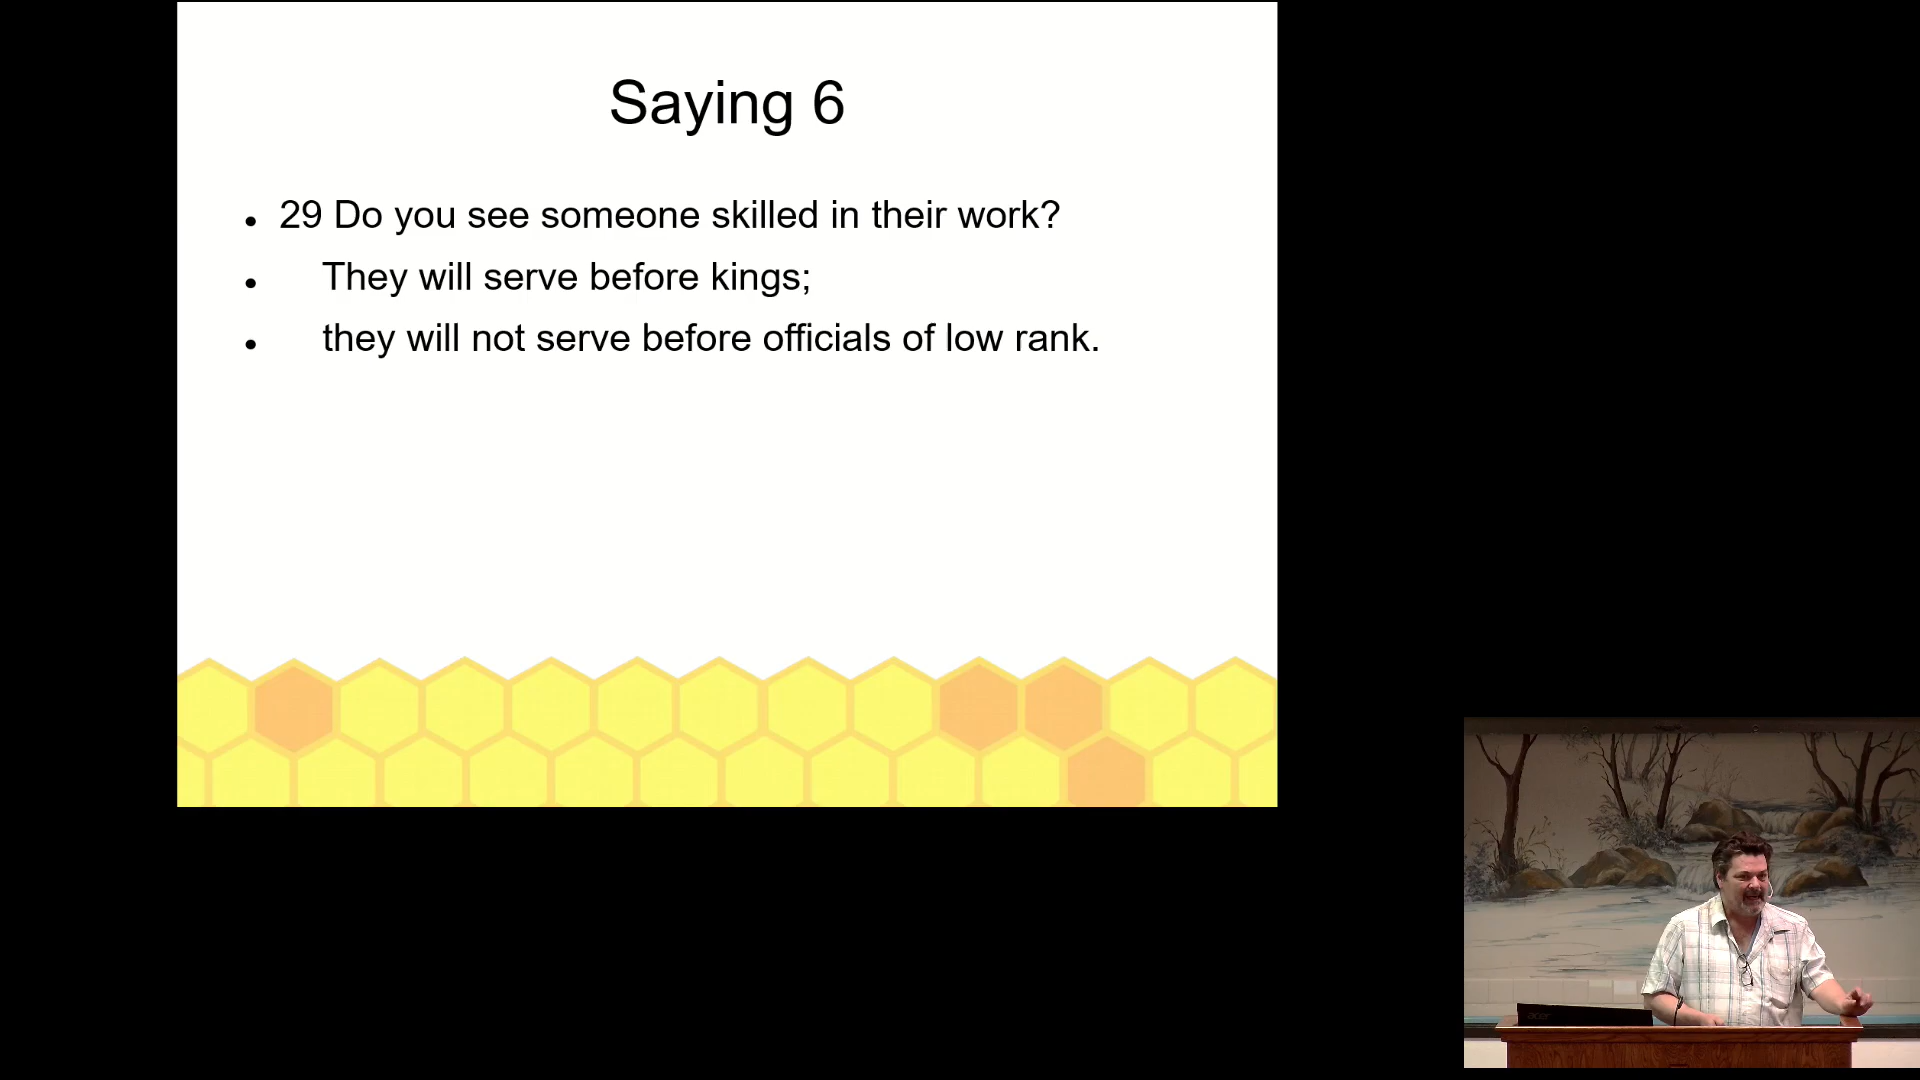 Saying 6
29 Do you see someone skilled in their work?
They will serve before kings;
they will not serve before officials of low rank.
acer